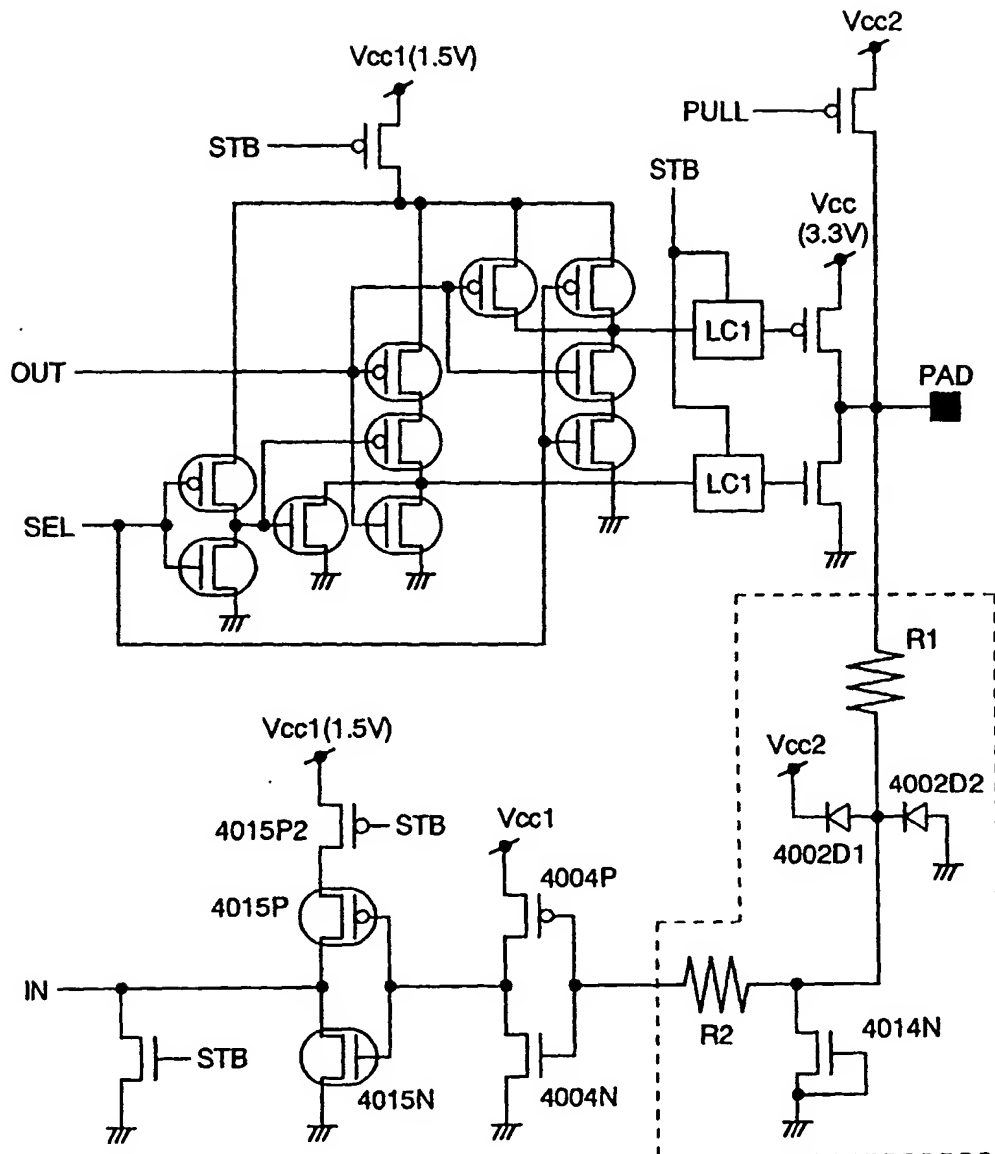 Vcc2
Vcc1(1.5V)
PULL
STB
STB
Vcc
(3.3V)
LC1
OUT
PAD
LC1
SEL
R1
Vcc1(1.5V)
Vcc2
4002D2
4015P2
STB
Vcc1
4002D1
4015P
4004P
IN
R2
4014N
STB
4015N
4004N